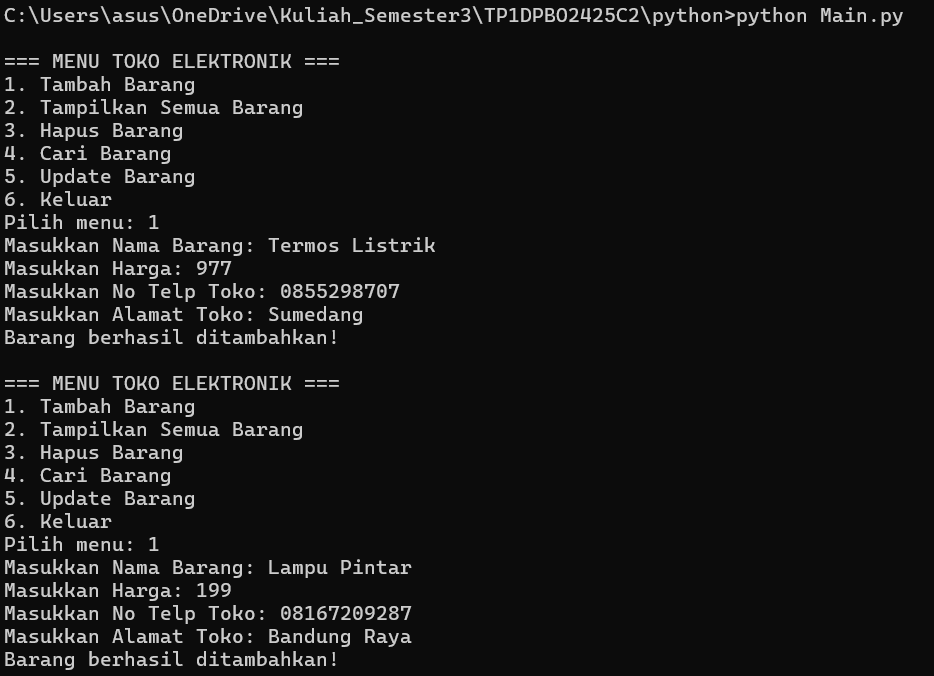 C:\Users\asus\OneDrive\Kuliah_Semester3\TP1DPBO2425C2\python>python Main.py
=== MENU TOKO ELEKTRONIK ===
1. Tambah Barang
2. Tampilkan Semua Barang
3. Hapus Barang
4. Cari Barang
5. Update Barang
6. Keluar
Pilih menu: 1
Masukkan Nama Barang: Termos Listrik
Masukkan Harga: 977
Masukkan No Telp Toko: 0855298707
Masukkan Alamat Toko: Sumedang
Barang berhasil ditambahkan!
=== MENU TOKO ELEKTRONIK ===
1. Tambah Barang
2. Tampilkan Semua Barang
3. Hapus Barang
4. Cari Barang
5. Update Barang
6. Keluar
Pilih menu: 1
Masukkan Nama Barang: Lampu Pintar
Masukkan Harga: 199
Masukkan No Telp Toko: 08167209287
Masukkan Alamat Toko: Bandung Raya
Barang berhasil ditambahkan!